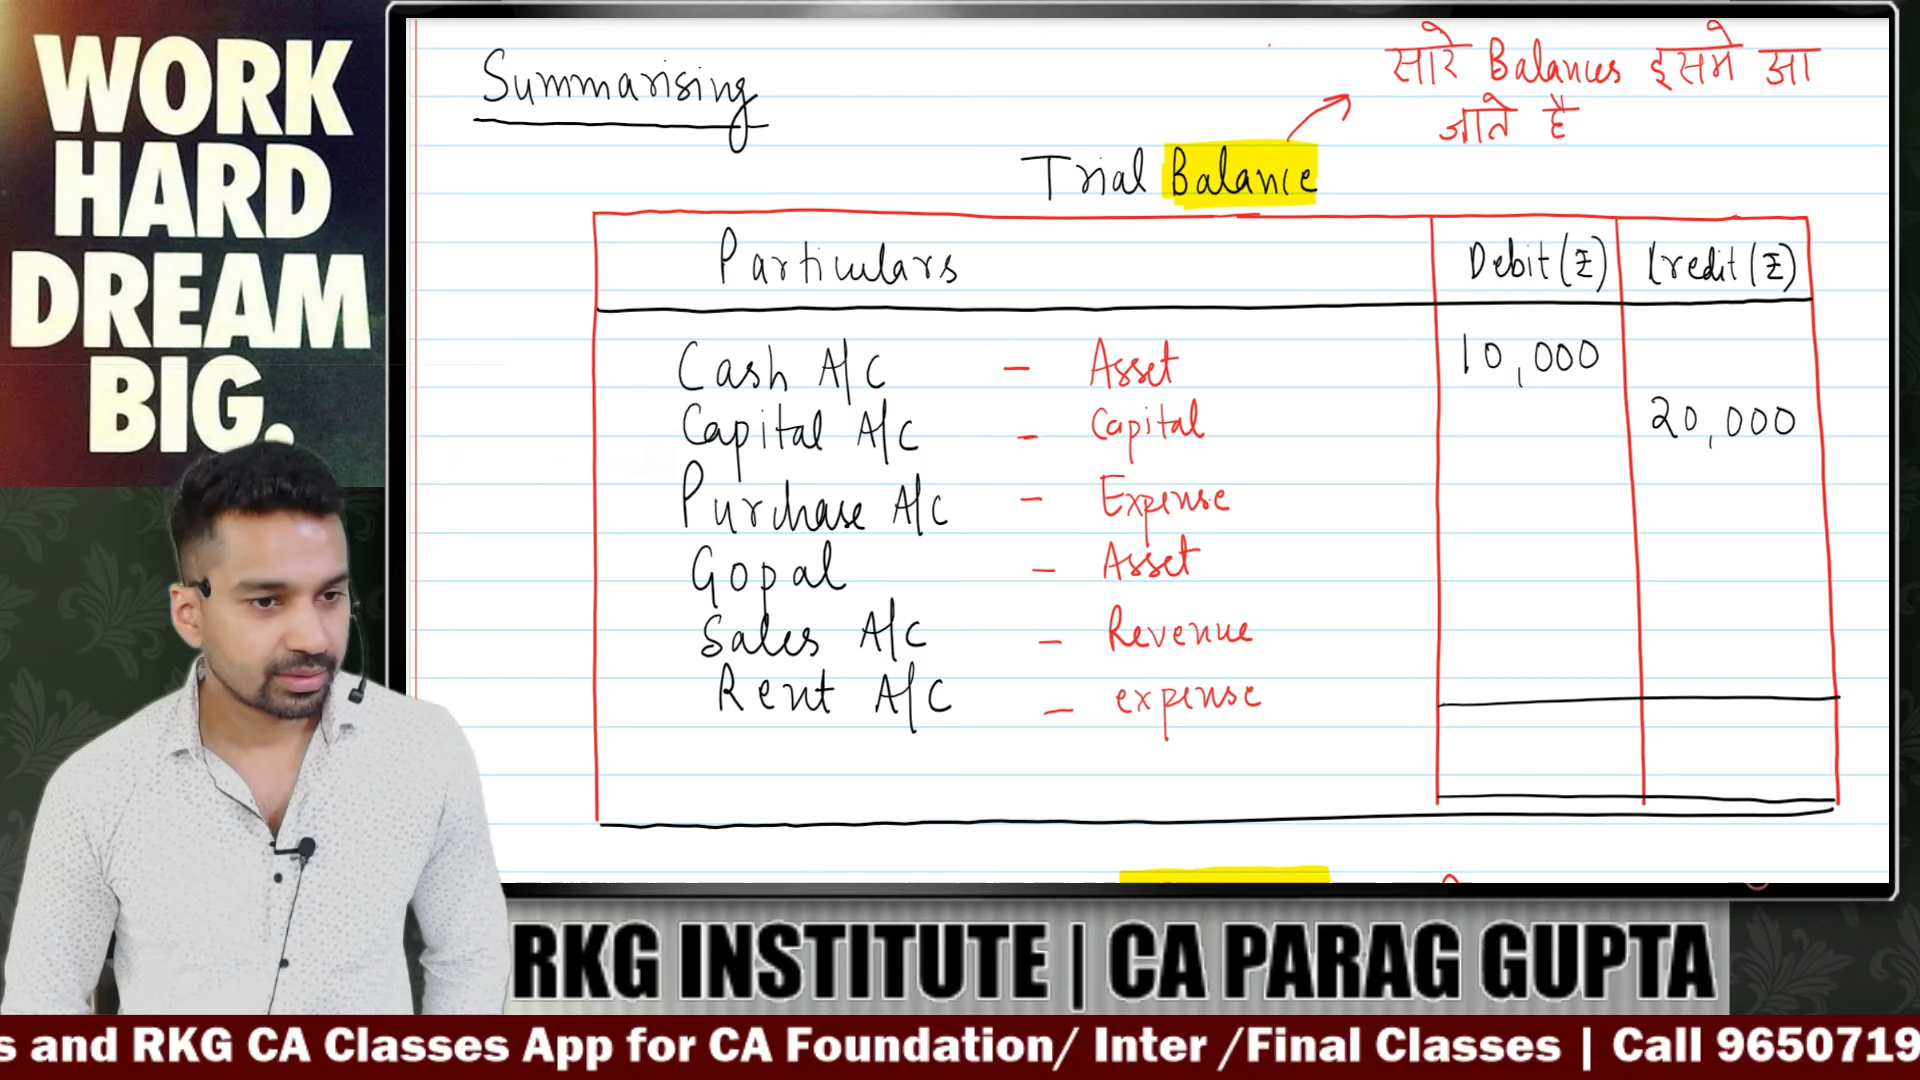 WORK
HARD
DREAM
BIG.
Summarising
सारे Balances इसमे आ
जाते है
Trial Balance
Particulars Debit (₹) Credit (₹)
Cash A/C - Asset 10,000
Capital A/C - Capital 20,000
Purchase A/C - Expense
Gopal - Asset
Sales A/C - Revenue
Rent A/C - expense
RKG INSTITUTE | CA PARAG GUPTA
s and RKG CA Classes App for CA Foundation/ Inter /Final Classes | Call 9650719